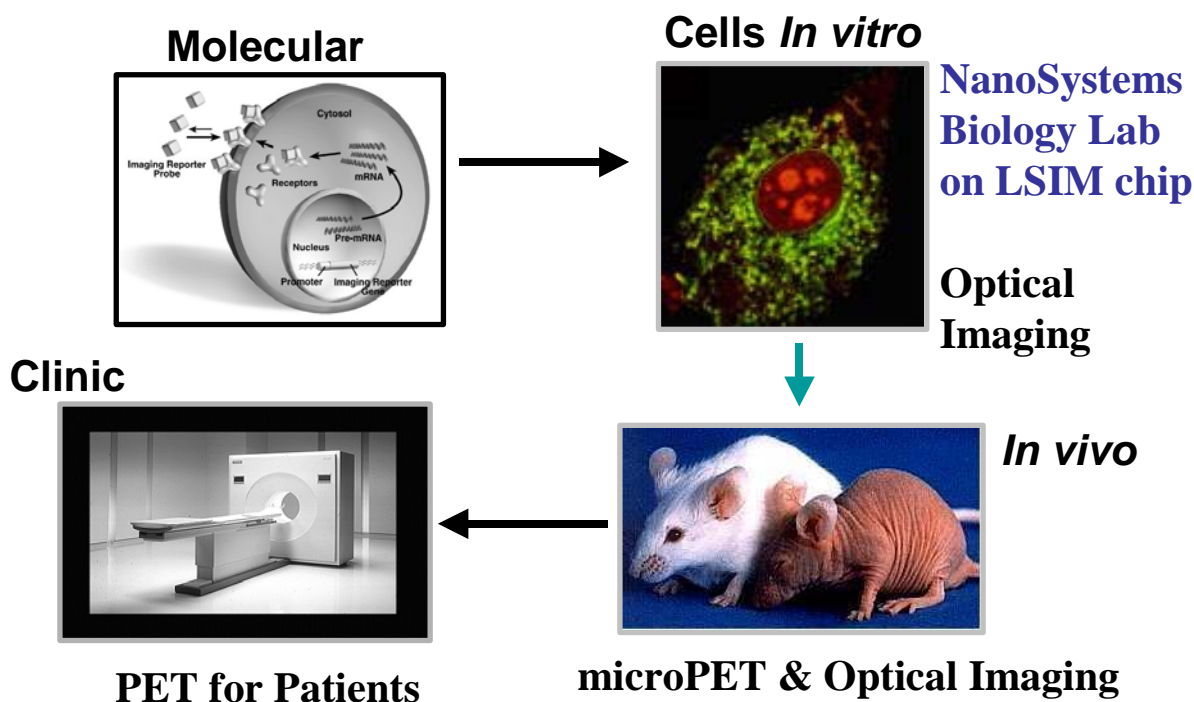 Molecular
Cytosol
Imaging Reporter
Probe
Receptors
mRNA
Pre-mRNA
Nucleus
Promoter
Imaging Reporter
Gene
Cells In vitro
NanoSystems
Biology Lab
on LSIM chip
Optical
Imaging
Clinic
PET for Patients
In vivo
microPET & Optical Imaging